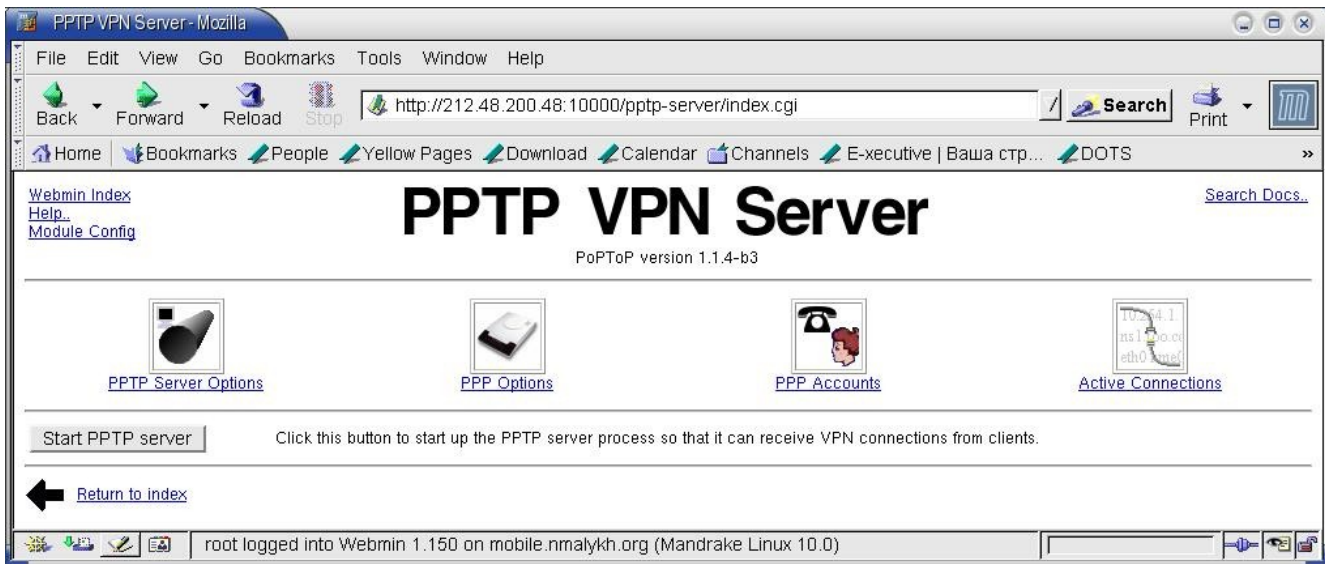 PPTP VPN Server - Mozilla
File Edit View Go Bookmarks Tools Window Help
Back Forward Reload Stop http://212.48.200.48:10000/pptp-server/index.cgi Search Print
Home Bookmarks People Yellow Pages Download Calendar Channels E-xecutive | Ваша стр... DOTS »
Webmin Index
Help..
Module Config
PPTP VPN Server
Search Docs..
PoPToP version 1.1.4-b3
PPTP Server Options PPP Options PPP Accounts Active Connections
Start PPTP server Click this button to start up the PPTP server process so that it can receive VPN connections from clients.
Return to index
root logged into Webmin 1.150 on mobile.nmalykh.org (Mandrake Linux 10.0)